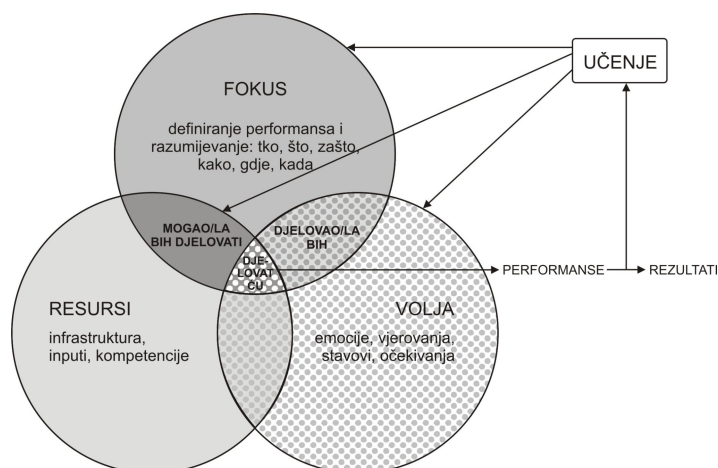 UČENJE
FOKUS
definiranje performansa i
razumijevanje: tko, što, zašto,
kako, gdje, kada
MOGAO/LA
BIH DJELOVATI
DJELOVAO/LA
BIH
DJE-
LOVAT
ĆU
PERFORMANSE
REZULTATI
RESURSI
infrastruktura,
inputi, kompetencije
VOLJA
emocije, vjerovanja,
stavovi, očekivanja